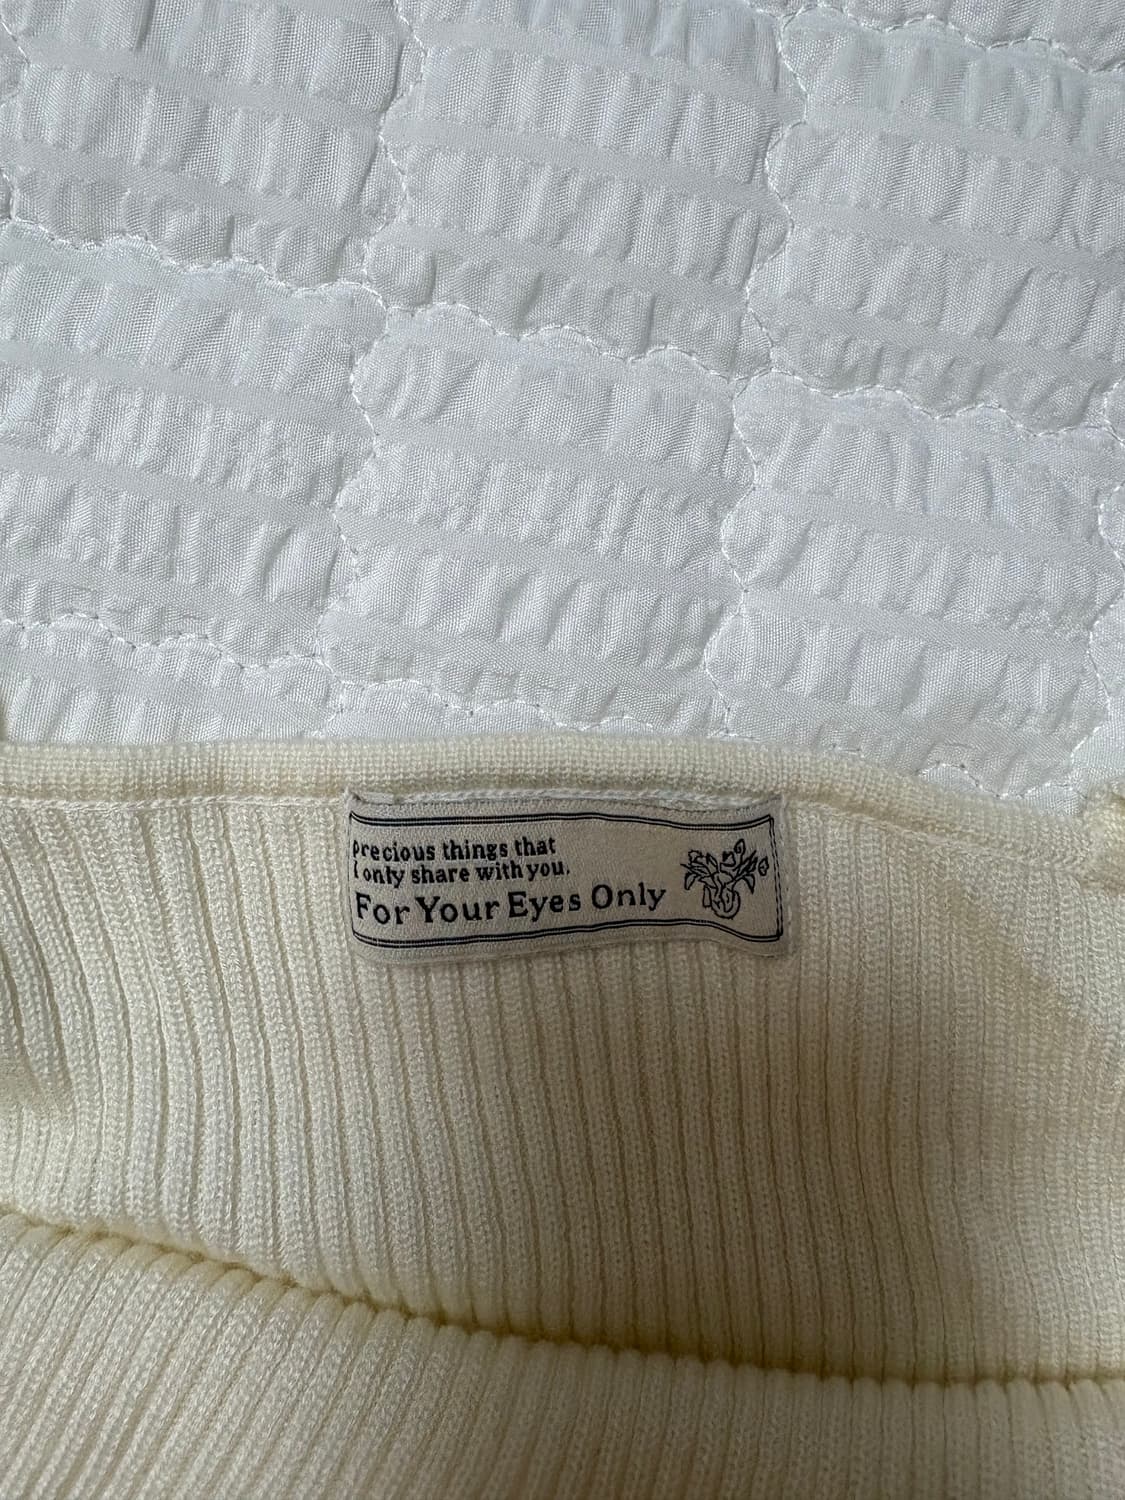 precious things that
I only share with you.
For Your Eyes Only